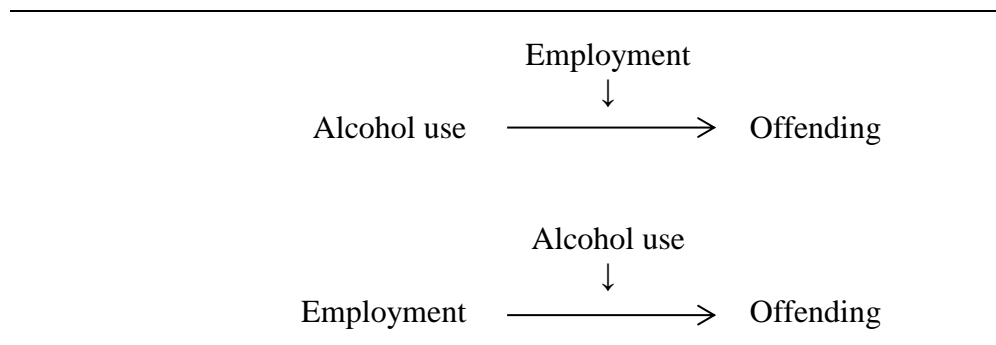 Employment
↓
Alcohol use → Offending
Alcohol use
↓
Employment → Offending